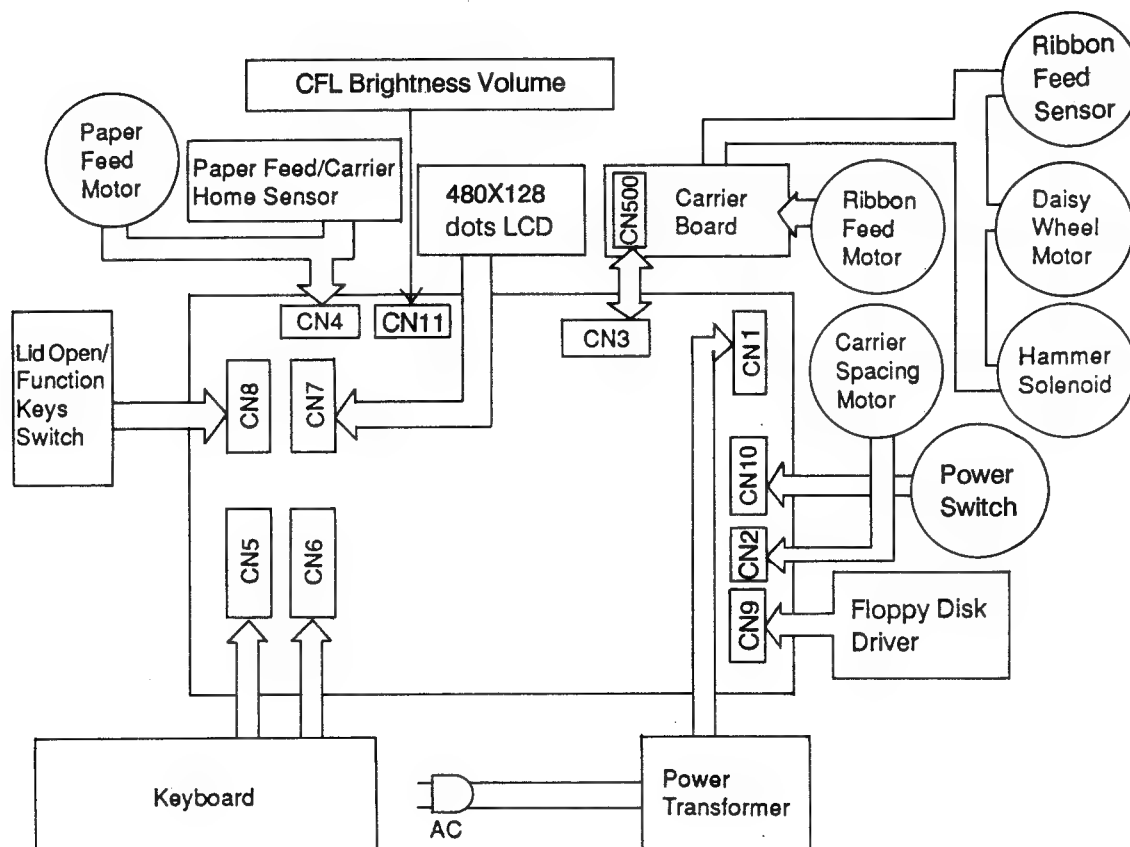 CFL Brightness Volume
Paper
Feed
Motor
Paper Feed/Carrier
Home Sensor
480X128
dots LCD
CN500
Carrier
Board
Ribbon
Feed
Motor
Ribbon
Feed
Sensor
Daisy
Wheel
Motor
Hammer
Solenoid
Carrier
Spacing
Motor
Lid Open/
Function
Keys
Switch
CN4
CN11
CN3
CN1
CN8
CN7
CN10
Power
Switch
CN5
CN6
CN2
CN9
Floppy Disk
Driver
Keyboard
AC
Power
Transformer